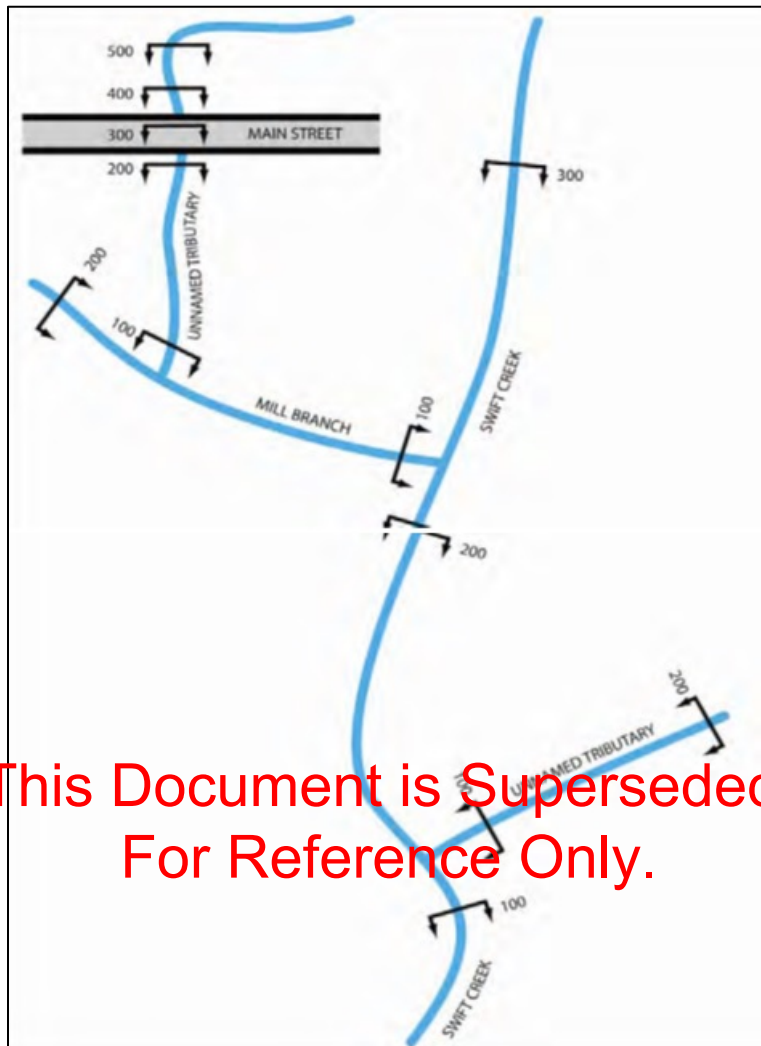 500
400
300 MAIN STREET
200
300
UNNAMED TRIBUTARY
200
100
MILL BRANCH
100
SWIFT CREEK
200
200
UNNAMED TRIBUTARY
100
This Document is Superseded
For Reference Only.
100
SWIFT CREEK